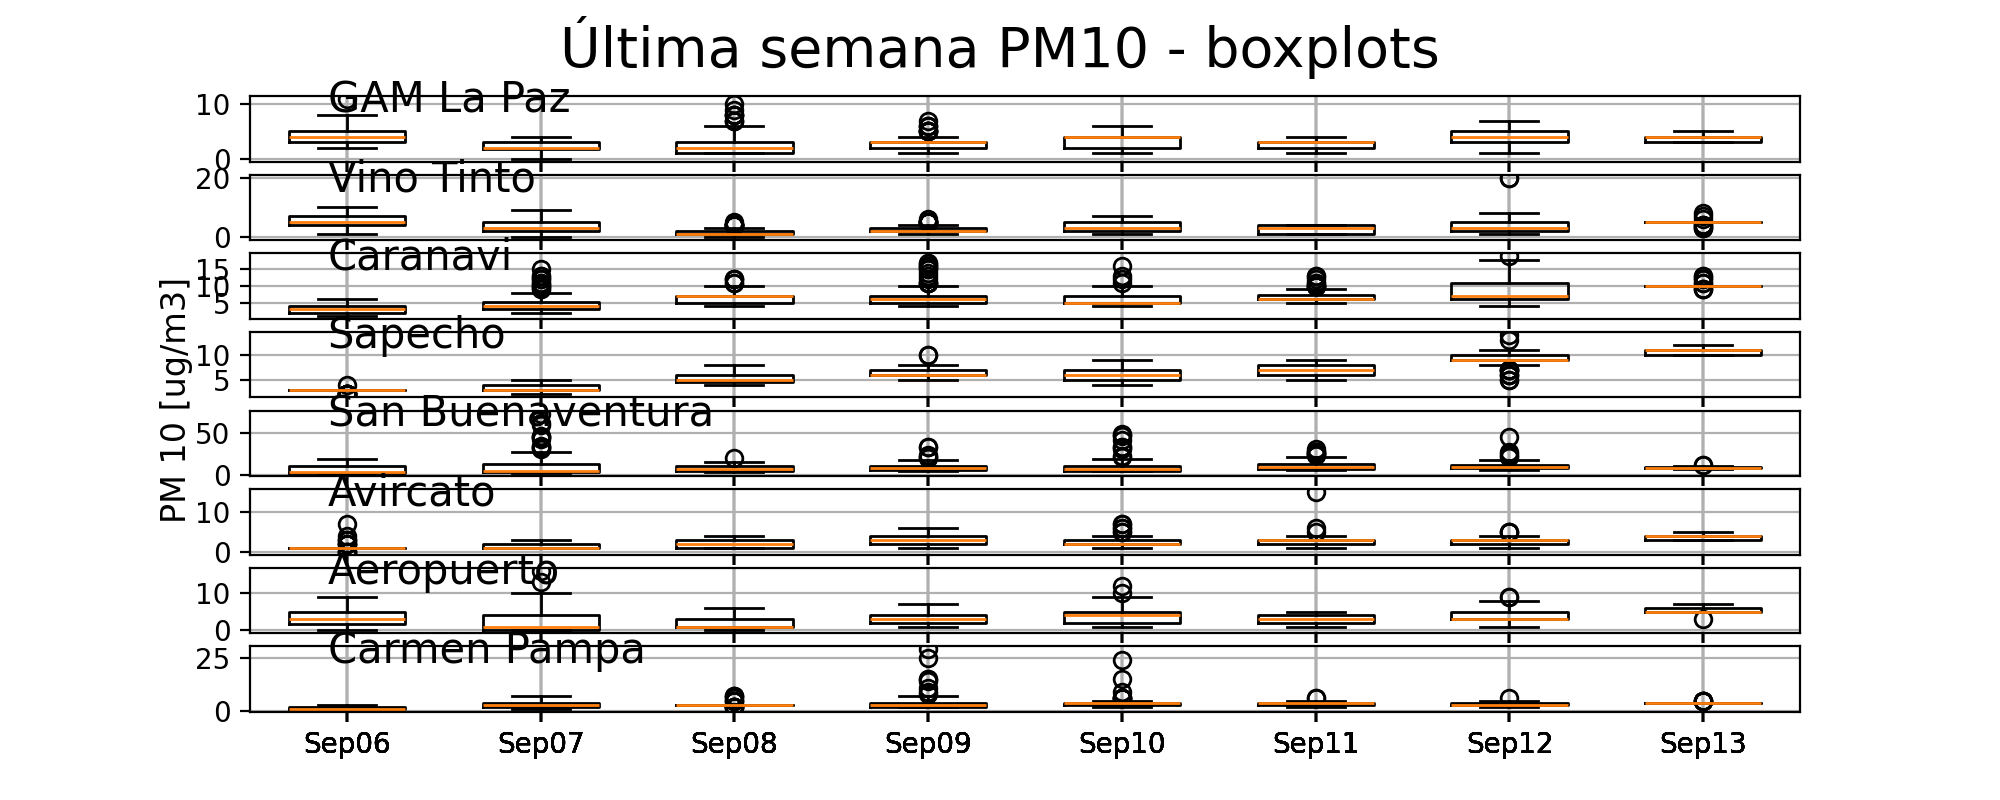 Última semana PM10 - boxplots
GAM La Paz
10
0
Vino Tinto
20
0
Caranavi
15
10
5
Sapecho
10
5
San Buenaventura
50
0
Avircato
10
0
Aeropuerto
10
0
Carmen Pampa
25
0
PM 10 [ug/m3]
Sep06 Sep07 Sep08 Sep09 Sep10 Sep11 Sep12 Sep13